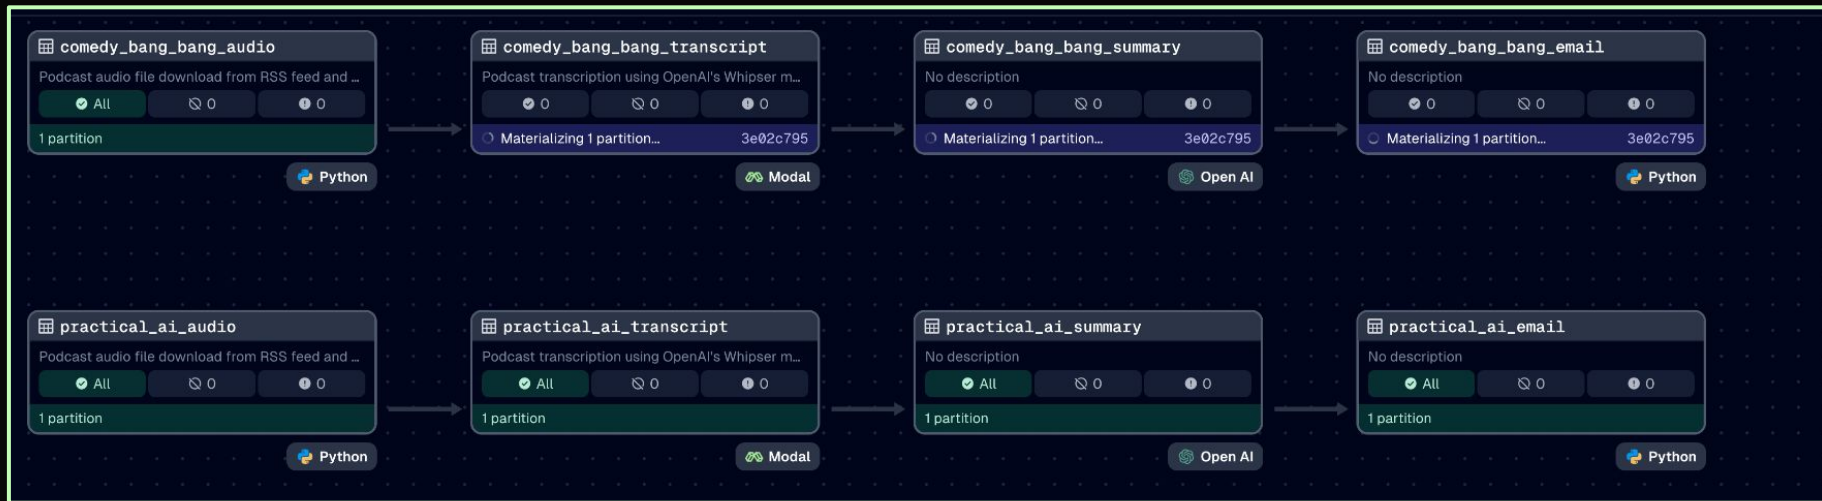 comedy_bang_bang_audio
Podcast audio file download from RSS feed and ...
All 0 0
1 partition
Python
comedy_bang_bang_transcript
Podcast transcription using OpenAI's Whipser m...
0 0 0
Materializing 1 partition... 3e02c795
Modal
comedy_bang_bang_summary
No description
0 0 0
Materializing 1 partition... 3e02c795
Open AI
comedy_bang_bang_email
No description
0 0 0
Materializing 1 partition... 3e02c795
Python
practical_ai_audio
Podcast audio file download from RSS feed and ...
All 0 0
1 partition
Python
practical_ai_transcript
Podcast transcription using OpenAI's Whipser m...
All 0 0
1 partition
Modal
practical_ai_summary
No description
All 0 0
1 partition
Open AI
practical_ai_email
No description
All 0 0
1 partition
Python